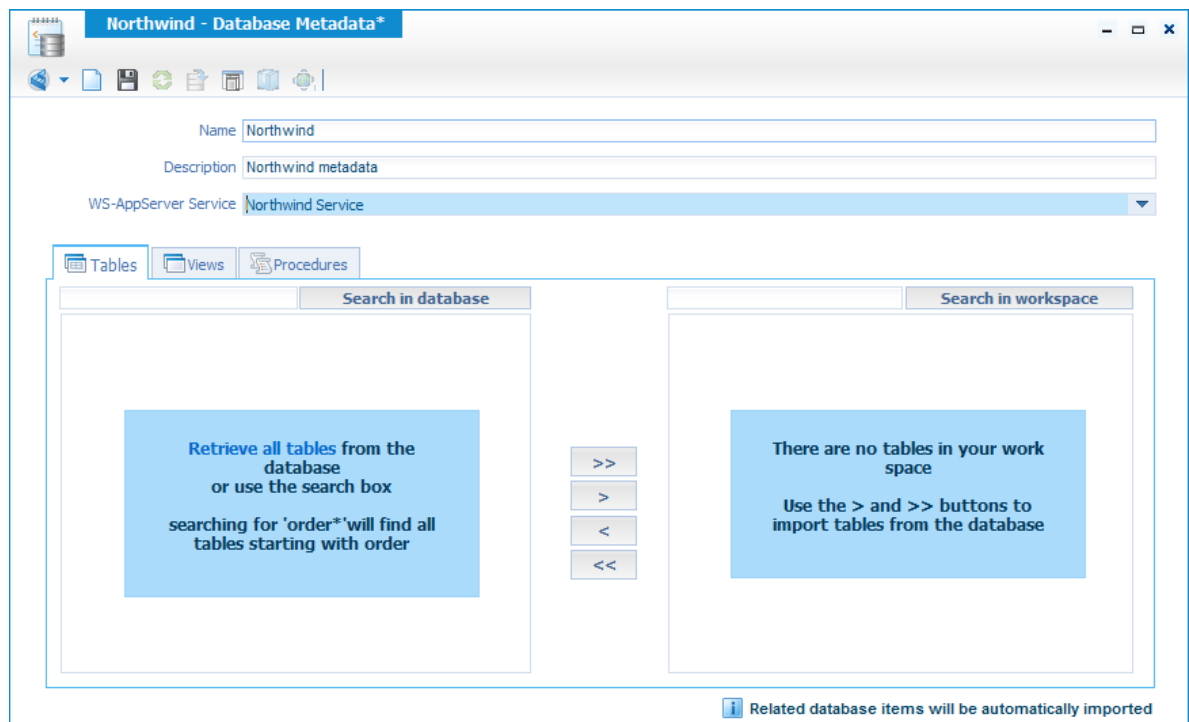 Northwind - Database Metadata*
Name Northwind
Description Northwind metadata
WS-AppServer Service Northwind Service
Tables Views Procedures
Search in database
Search in workspace
Retrieve all tables from the
database
or use the search box
searching for 'order*'will find all
tables starting with order
>>
>
<
<<
There are no tables in your work
space
Use the > and >> buttons to
import tables from the database
Related database items will be automatically imported